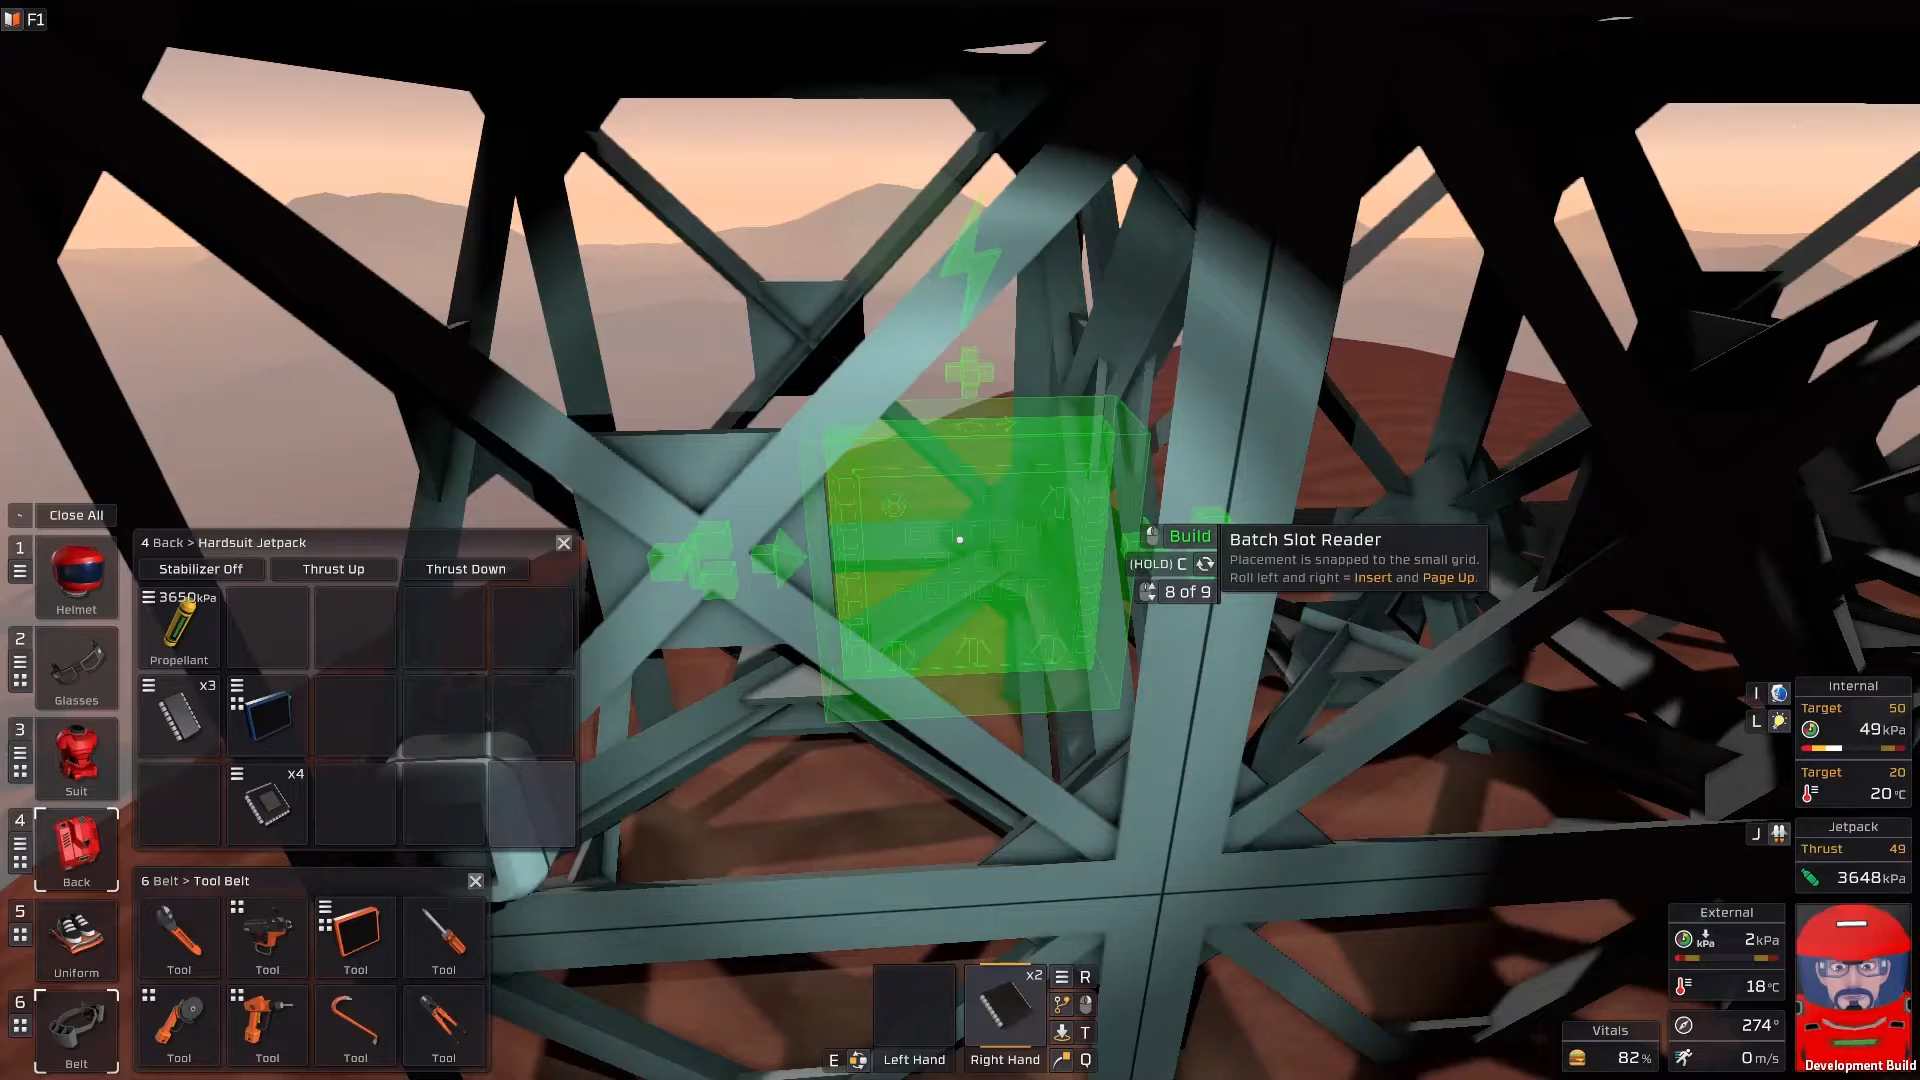 F1
~ Close All
4 Back > Hardsuit Jetpack
Stabilizer Off Thrust Up Thrust Down
3650kPa
Propellant
x3
x4
1
Helmet
2
Glasses
3
Suit
4
Back
5
Uniform
6
Belt
6 Belt > Tool Belt
Tool Tool Tool Tool
Tool Tool Tool Tool
Build
(HOLD) C
8 of 9
Batch Slot Reader
Placement is snapped to the small grid.
Roll left and right = Insert and Page Up.
x2
R
T
Q
E Left Hand Right Hand
I
L
Internal
Target 50
49kPa
Target 20
20°C
J
Jetpack
Thrust 49
3648kPa
External
kPa 2kPa
18°C
274°
0m/s
Vitals
82%
Development Build